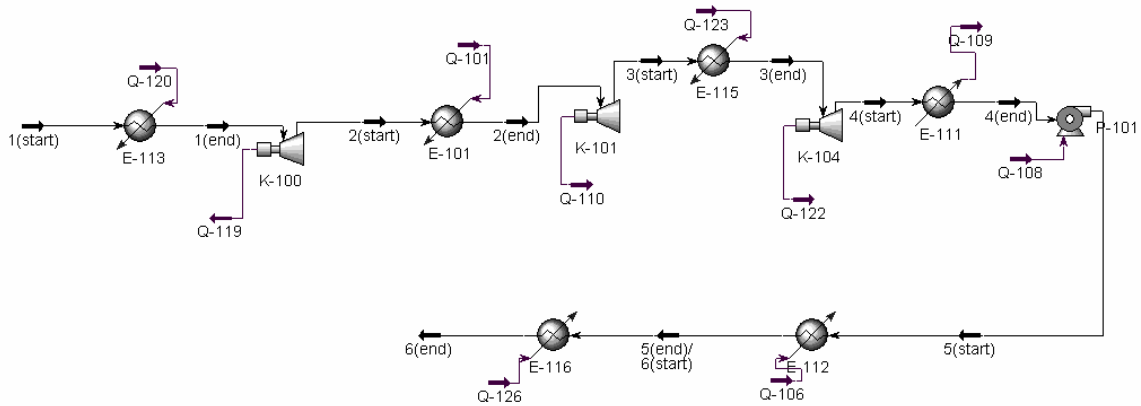 Q-123
Q-109
Q-120
Q-101
3(start)
3(end)
E-115
4(start)
4(end)
E-111
P-101
1(start)
1(end)
E-113
2(start)
2(end)
E-101
K-101
K-104
K-100
Q-108
Q-110
Q-122
Q-119
6(end)
5(end)/
6(start)
5(start)
E-116
E-112
Q-126
Q-106